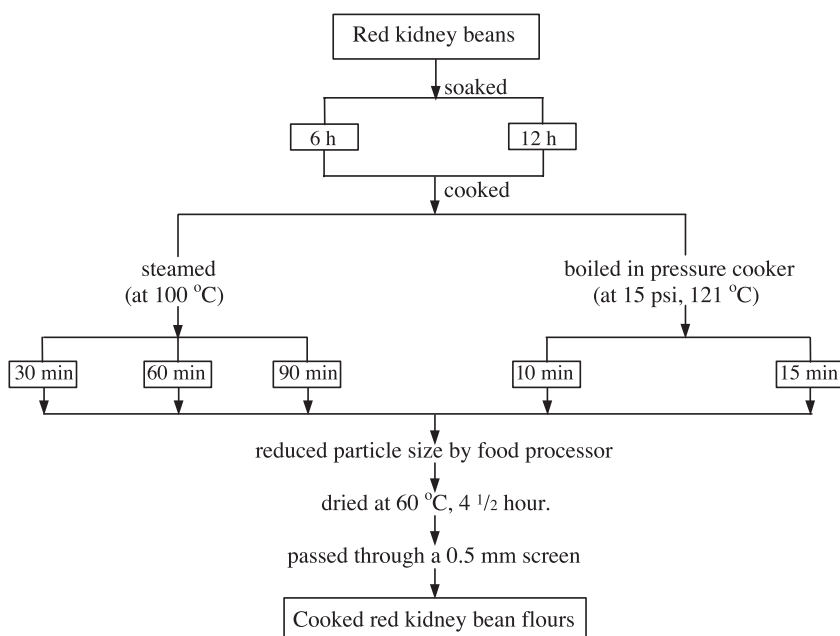 Red kidney beans
soaked
6 h
12 h
cooked
steamed
(at 100 °C)
boiled in pressure cooker
(at 15 psi, 121 °C)
30 min
60 min
90 min
10 min
15 min
reduced particle size by food processor
dried at 60 °C, 4 1/2 hour.
passed through a 0.5 mm screen
Cooked red kidney bean flours